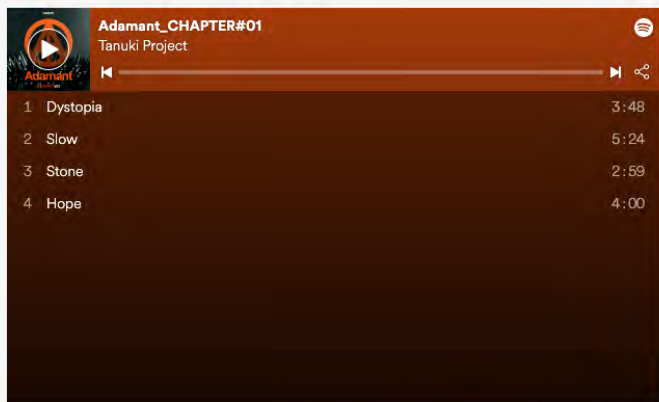 Adamant_CHAPTER#01
Tanuki Project
Adamant
1 Dystopia 3:48
2 Slow 5:24
3 Stone 2:59
4 Hope 4:00